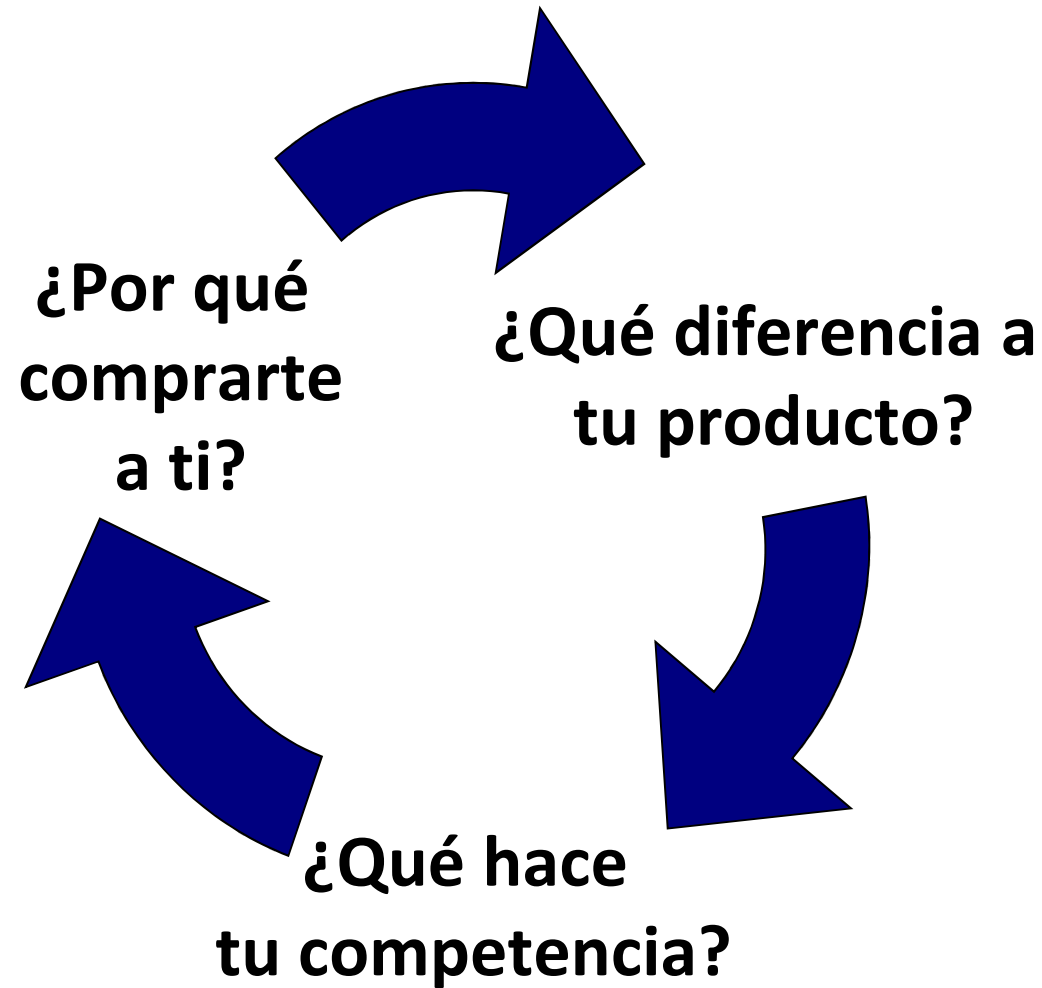 ¿Por qué
comprarte
a ti?
¿Qué diferencia a
tu producto?
¿Qué hace
tu competencia?